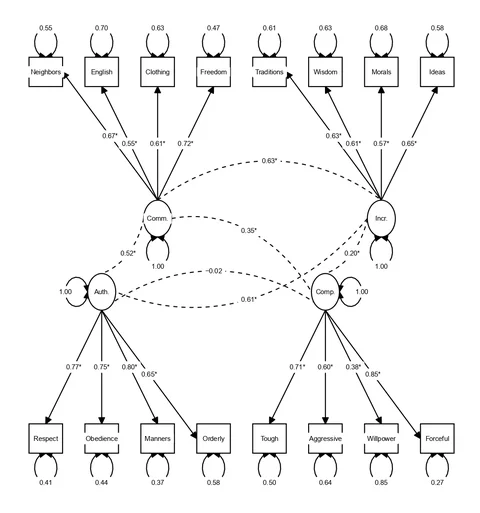 0.55 0.70 0.63 0.47 0.61 0.63 0.68 0.58
Neighbors English Clothing Freedom Traditions Wisdom Morals Ideas
0.67* 0.55* 0.61* 0.72* 0.63* 0.61* 0.57* 0.65*
0.63*
Comm. Incr.
0.35*
0.52* 0.20*
1.00 1.00
−0.02
1.00 Auth. Comp. 1.00
0.61*
0.77* 0.75* 0.80* 0.65* 0.71* 0.60* 0.38* 0.85*
Respect Obedience Manners Orderly Tough Aggressive Willpower Forceful
0.41 0.44 0.37 0.58 0.50 0.64 0.85 0.27